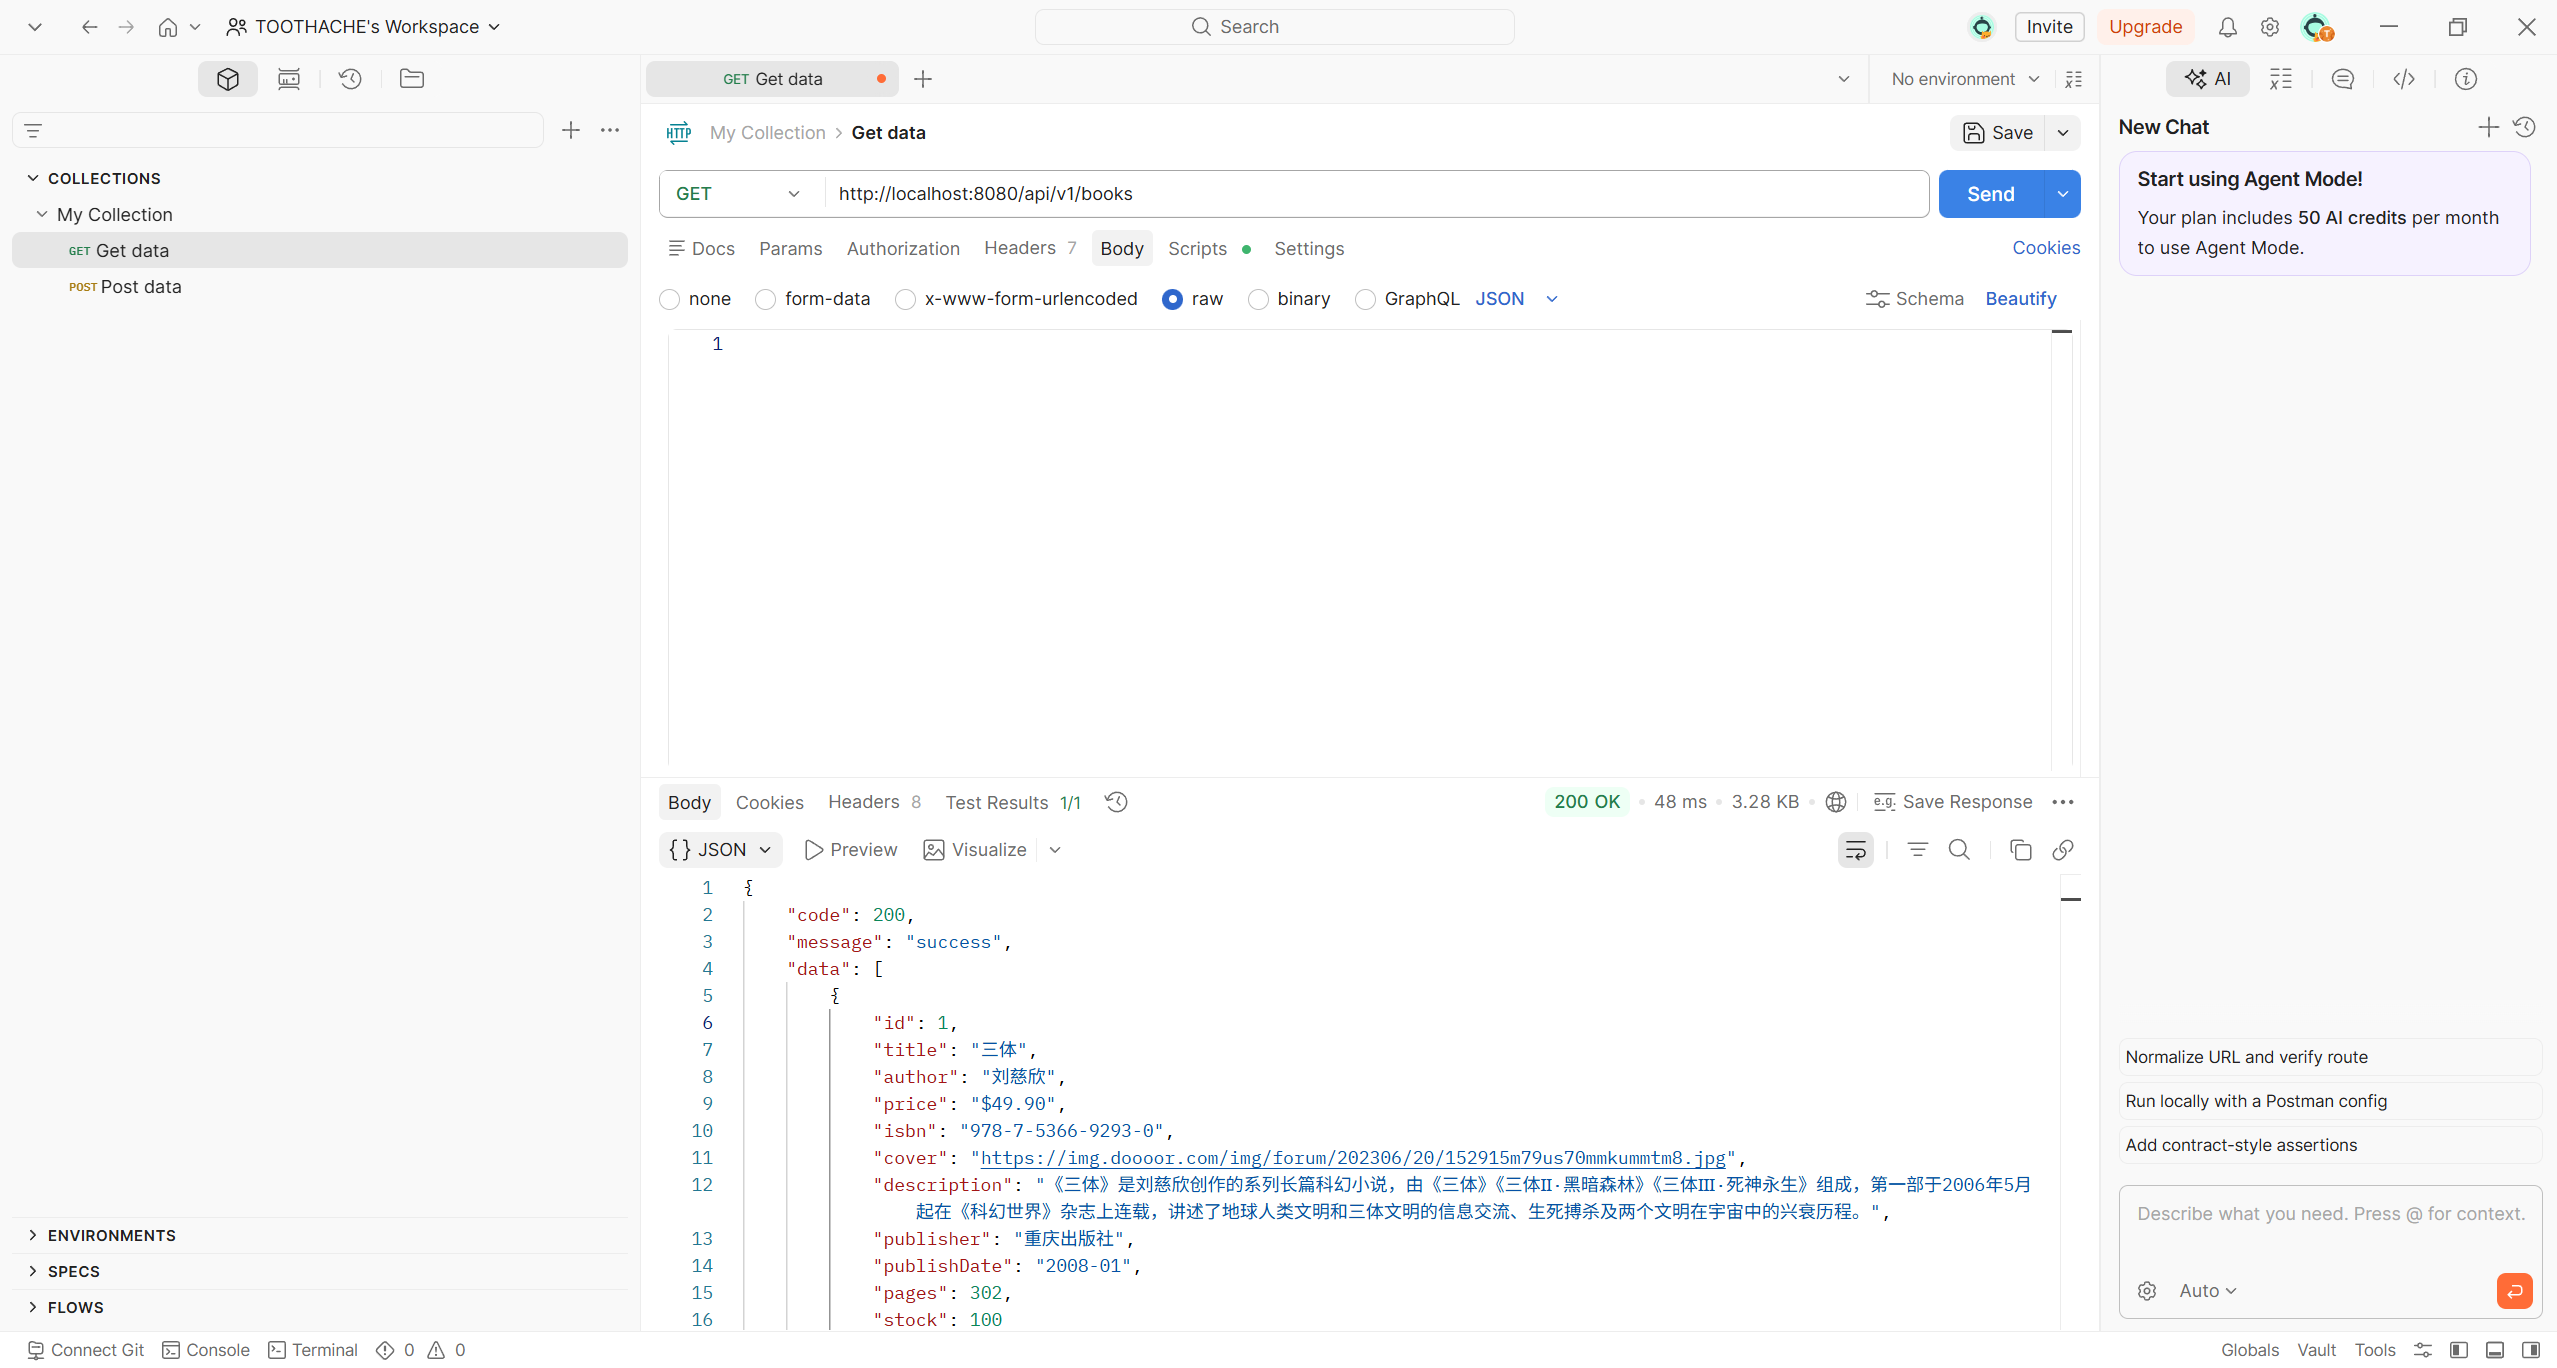 TOOTHACHE's Workspace
Search
Invite
Upgrade
GET Get data
No environment
AI
My Collection > Get data
Save
New Chat
COLLECTIONS
My Collection
GET Get data
POST Post data
GET
http://localhost:8080/api/v1/books
Send
Start using Agent Mode!
Your plan includes 50 AI credits per month
to use Agent Mode.
Docs Params Authorization Headers 7 Body Scripts Settings
Cookies
none form-data x-www-form-urlencoded raw binary GraphQL JSON
Schema Beautify
1
Body Cookies Headers 8 Test Results 1/1
200 OK • 48 ms • 3.28 KB • e.g. Save Response
{} JSON Preview Visualize
1 {
2 "code": 200,
3 "message": "success",
4 "data": [
5 {
6 "id": 1,
7 "title": "三体",
8 "author": "刘慈欣",
9 "price": "$49.90",
10 "isbn": "978-7-5366-9293-0",
11 "cover": "https://img.doooor.com/img/forum/202306/20/152915m79us70mmkummtm8.jpg",
12 "description": "《三体》是刘慈欣创作的系列长篇科幻小说，由《三体》《三体Ⅱ·黑暗森林》《三体Ⅲ·死神永生》组成，第一部于2006年5月
起在《科幻世界》杂志上连载，讲述了地球人类文明和三体文明的信息交流、生死搏杀及两个文明在宇宙中的兴衰历程。",
13 "publisher": "重庆出版社",
14 "publishDate": "2008-01",
15 "pages": 302,
16 "stock": 100
Normalize URL and verify route
Run locally with a Postman config
Add contract-style assertions
Describe what you need. Press @ for context.
Auto
ENVIRONMENTS
SPECS
FLOWS
Connect Git Console Terminal 0 0
Globals Vault Tools